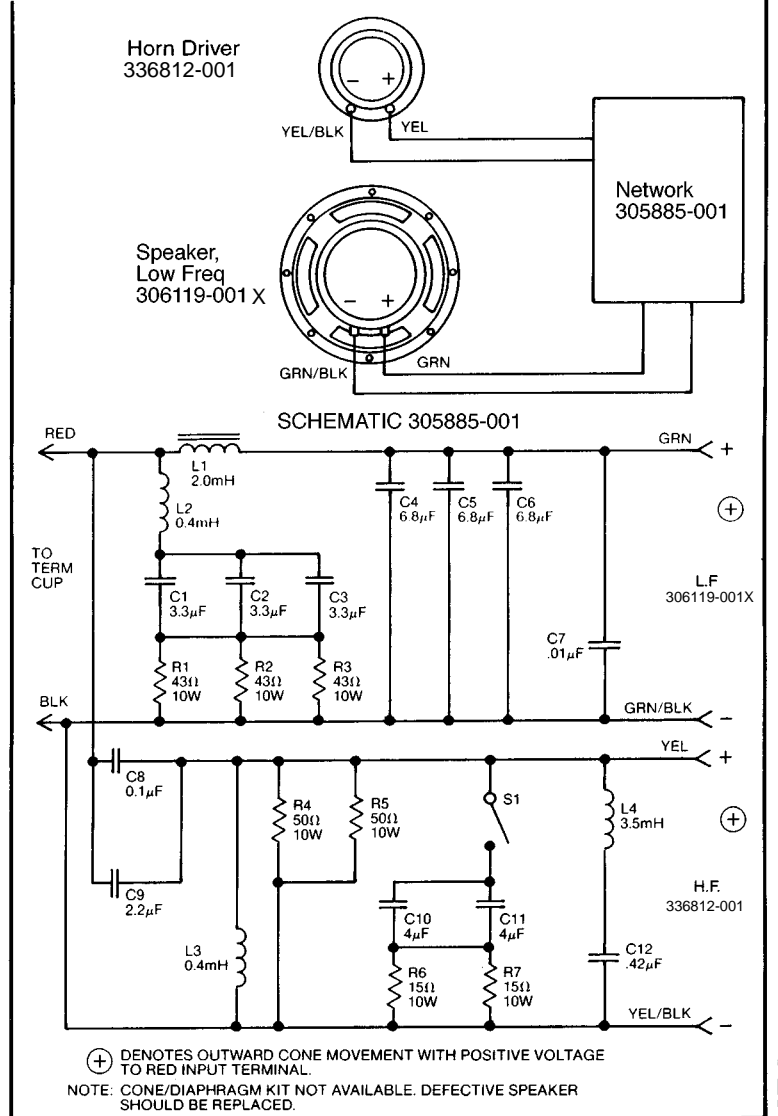 Horn Driver
336812-001
− +
YEL/BLK YEL
Network
305885-001
Speaker,
Low Freq
306119-001 X
− +
GRN/BLK GRN
SCHEMATIC 305885-001
RED
GRN +
L1
2.0mH
L2
0.4mH
C4
6.8µF
C5
6.8µF
C6
6.8µF
+
TO
TERM
CUP
C1
3.3µF
C2
3.3µF
C3
3.3µF
L.F
306119-001X
C7
.01µF
R1
43Ω
10W
R2
43Ω
10W
R3
43Ω
10W
BLK
GRN/BLK −
YEL +
C8
0.1µF
R4
50Ω
10W
R5
50Ω
10W
S1
L4
3.5mH
+
C9
2.2µF
H.F.
336812-001
C10
4µF
C11
4µF
L3
0.4mH
C12
.42µF
R6
15Ω
10W
R7
15Ω
10W
YEL/BLK −
+ DENOTES OUTWARD CONE MOVEMENT WITH POSITIVE VOLTAGE
TO RED INPUT TERMINAL.
NOTE: CONE/DIAPHRAGM KIT NOT AVAILABLE. DEFECTIVE SPEAKER
SHOULD BE REPLACED.